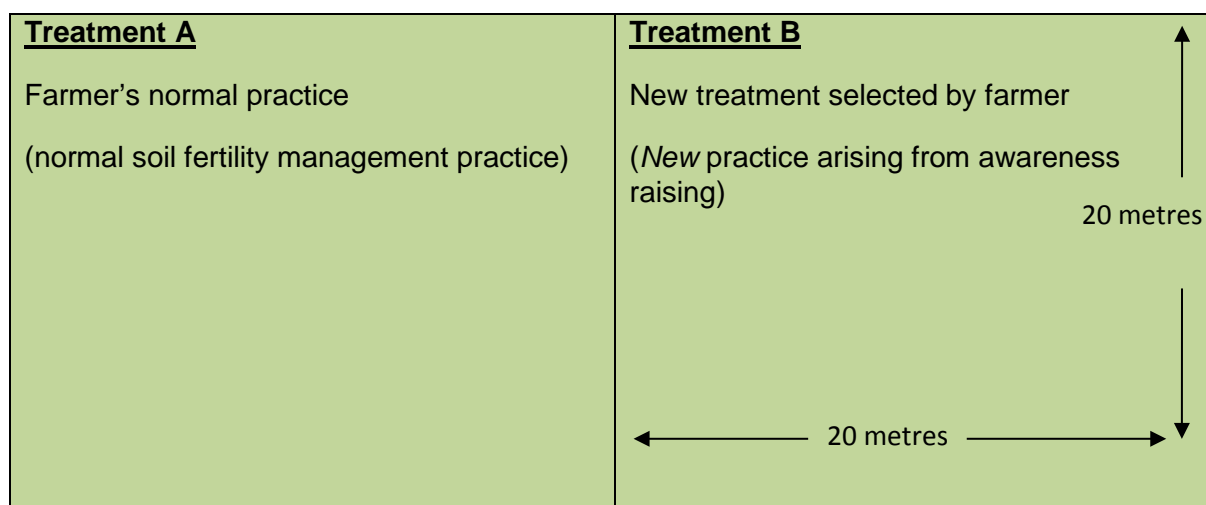 Treatment A
Farmer’s normal practice
(normal soil fertility management practice)
Treatment B
New treatment selected by farmer
(New practice arising from awareness
raising)
20 metres
20 metres